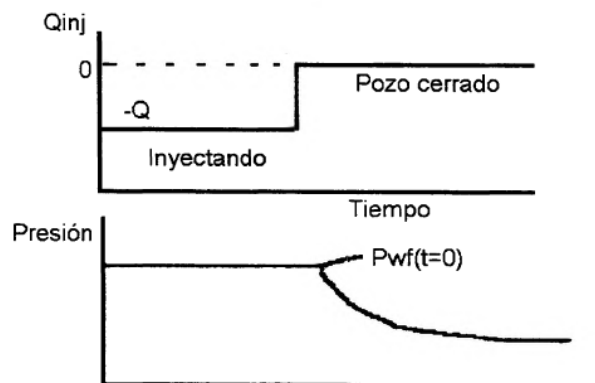 Qinj
0
Pozo cerrado
-Q
Inyectando
Tiempo
Presión
Pwf(t=0)